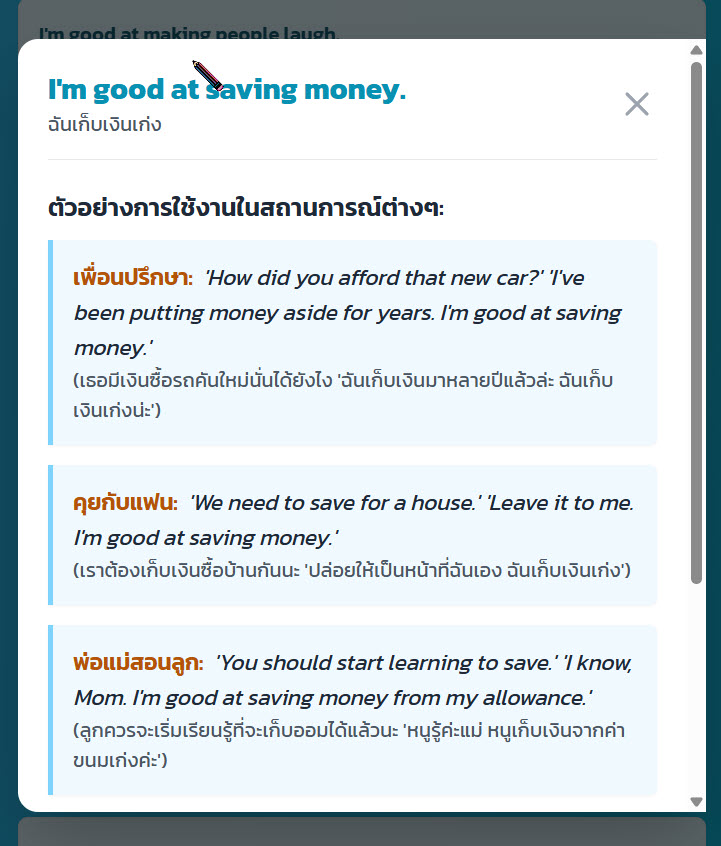 I'm good at making people laugh.
I'm good at saving money.
ฉันเก็บเงินเก่ง
ตัวอย่างการใช้งานในสถานการณ์ต่างๆ:
เพื่อนปรึกษา: 'How did you afford that new car?' 'I've
been putting money aside for years. I'm good at saving
money.'
(เธอมีเงินซื้อรถคันใหม่นั่นได้ยังไง 'ฉันเก็บเงินมาหลายปีแล้วล่ะ ฉันเก็บ
เงินเก่งน่ะ')
คุยกับแฟน: 'We need to save for a house.' 'Leave it to me.
I'm good at saving money.'
(เราต้องเก็บเงินซื้อบ้านกันนะ 'ปล่อยให้เป็นหน้าที่ฉันเอง ฉันเก็บเงินเก่ง')
พ่อแม่สอนลูก: 'You should start learning to save.' 'I know,
Mom. I'm good at saving money from my allowance.'
(ลูกควรจะเริ่มเรียนรู้ที่จะเก็บออมได้แล้วนะ 'หนูรู้ค่ะแม่ หนูเก็บเงินจากค่า
ขนมเก่งค่ะ')